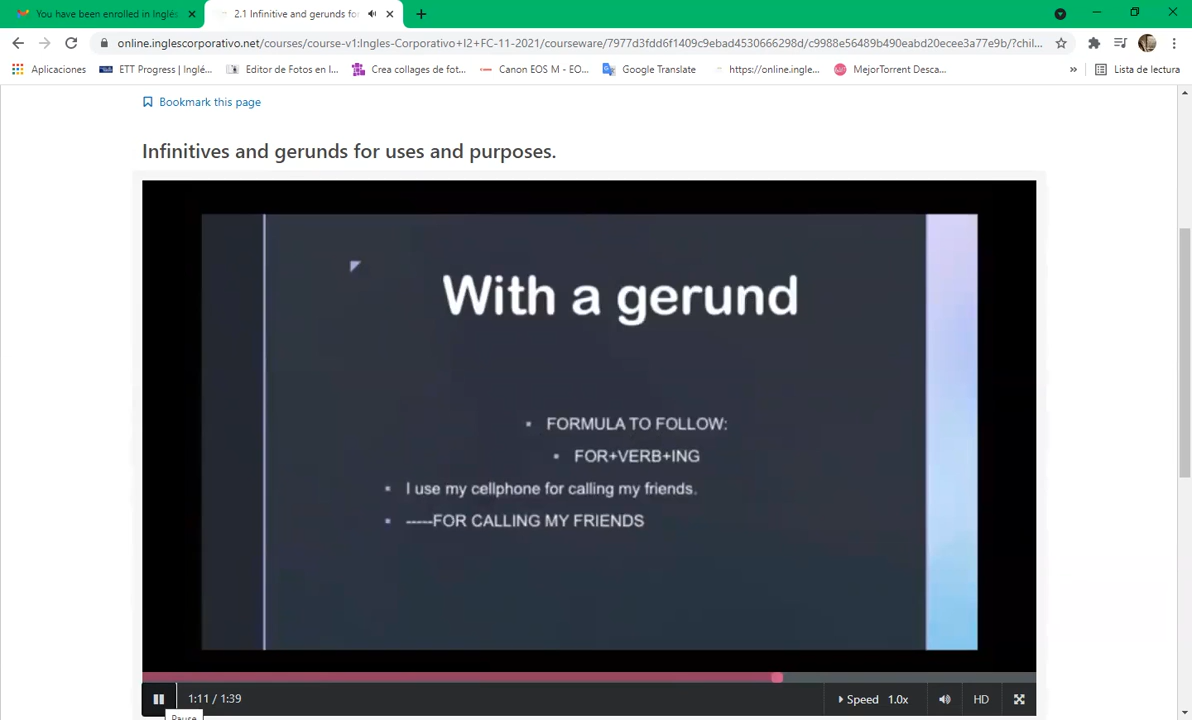 You have been enrolled in Inglés
2.1 Infinitive and gerunds for
online.inglescorporativo.net/courses/course-v1:Ingles-Corporativo+I2+FC-11-2021/courseware/7977d3fdd6f1409c9ebad4530666298d/c9988e56489b490eabd20ecee3a77e9b/?chil...
Aplicaciones
ETT Progress | Inglé...
Editor de Fotos en l...
Crea collages de fot...
Canon EOS M - EO...
Google Translate
https://online.ingle...
MejorTorrent Desca...
»
Lista de lectura
Bookmark this page
Infinitives and gerunds for uses and purposes.
With a gerund
▪ FORMULA TO FOLLOW:
▪ FOR+VERB+ING
▪ I use my cellphone for calling my friends.
▪ -----FOR CALLING MY FRIENDS
1:11 / 1:39
Speed 1.0x
HD
Pause